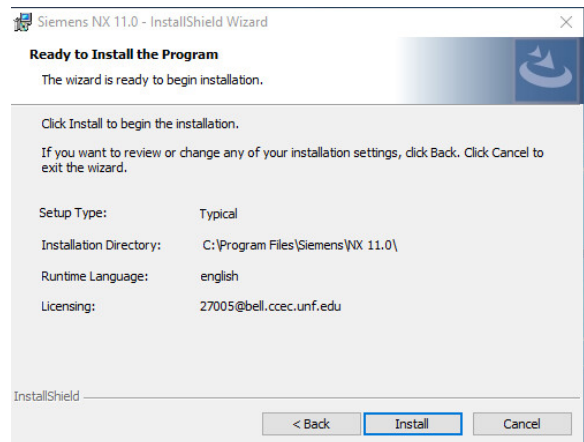 Siemens NX 11.0 - InstallShield Wizard
Ready to Install the Program
The wizard is ready to begin installation.
Click Install to begin the installation.
If you want to review or change any of your installation settings, click Back. Click Cancel to
exit the wizard.
Setup Type: Typical
Installation Directory: C:\Program Files\Siemens\NX 11.0\
Runtime Language: english
Licensing: 27005@bell.ccec.unf.edu
InstallShield
< Back Install Cancel